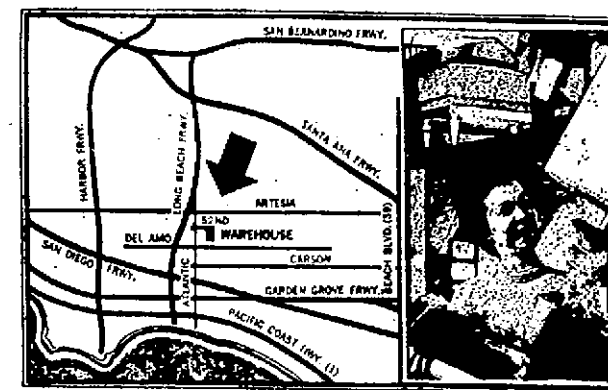 SAN BERNARDINO FRWY.
HARBOR FRWY.
LONG BEACH FRWY.
SANTA ANA FRWY.
ARTESIA
BEACH BLVD. (39)
52ND
WAREHOUSE
DEL AMO
SAN DIEGO FRWY.
CARSON
ATLANTIC
GARDEN GROVE FRWY.
PACIFIC COAST HWY. (1)